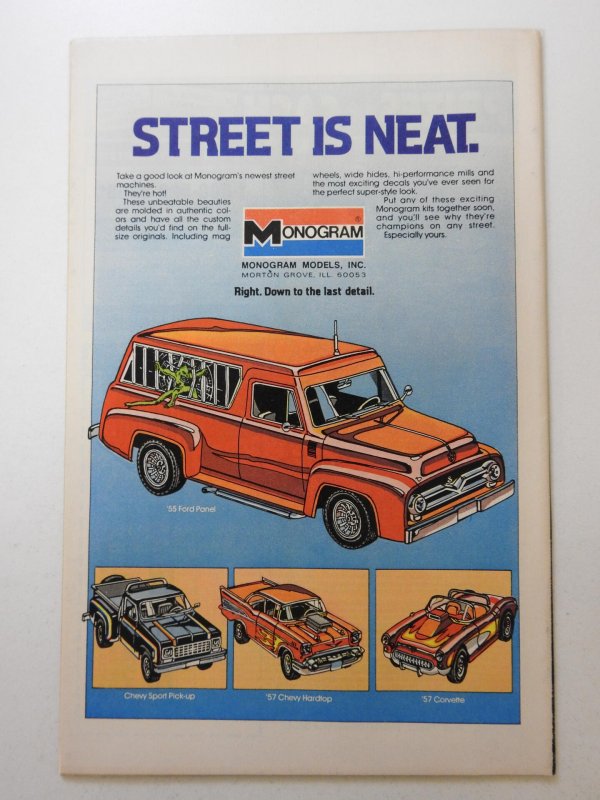 STREET IS NEAT.
Take a good look at Monogram's newest street
machines.
They're hot!
These unbeatable beauties
are molded in authentic col-
ors and have all the custom
details you'd find on the full-
size originals. Including mag
wheels, wide hides, hi-performance mills and
the most exciting decals you've ever seen for
the perfect super-style look.
Put any of these exciting
Monogram kits together soon,
and you'll see why they're
champions on any street.
Especially yours.
MONOGRAM
®
MONOGRAM MODELS, INC.
MORTON GROVE, ILL. 60053
Right. Down to the last detail.
'55 Ford Panel
Chevy Sport Pick-up
'57 Chevy Hardtop
'57 Corvette